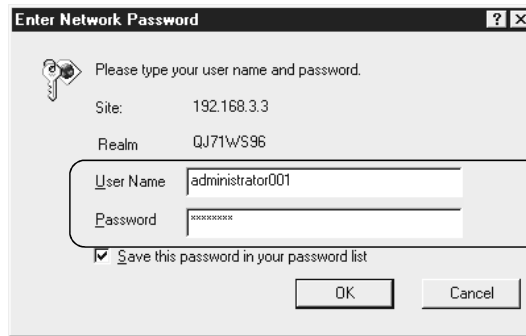 Enter Network Password
Please type your user name and password.
Site: 192.168.3.3
Realm QJ71WS96
User Name administrator001
Password ********
Save this password in your password list
OK Cancel